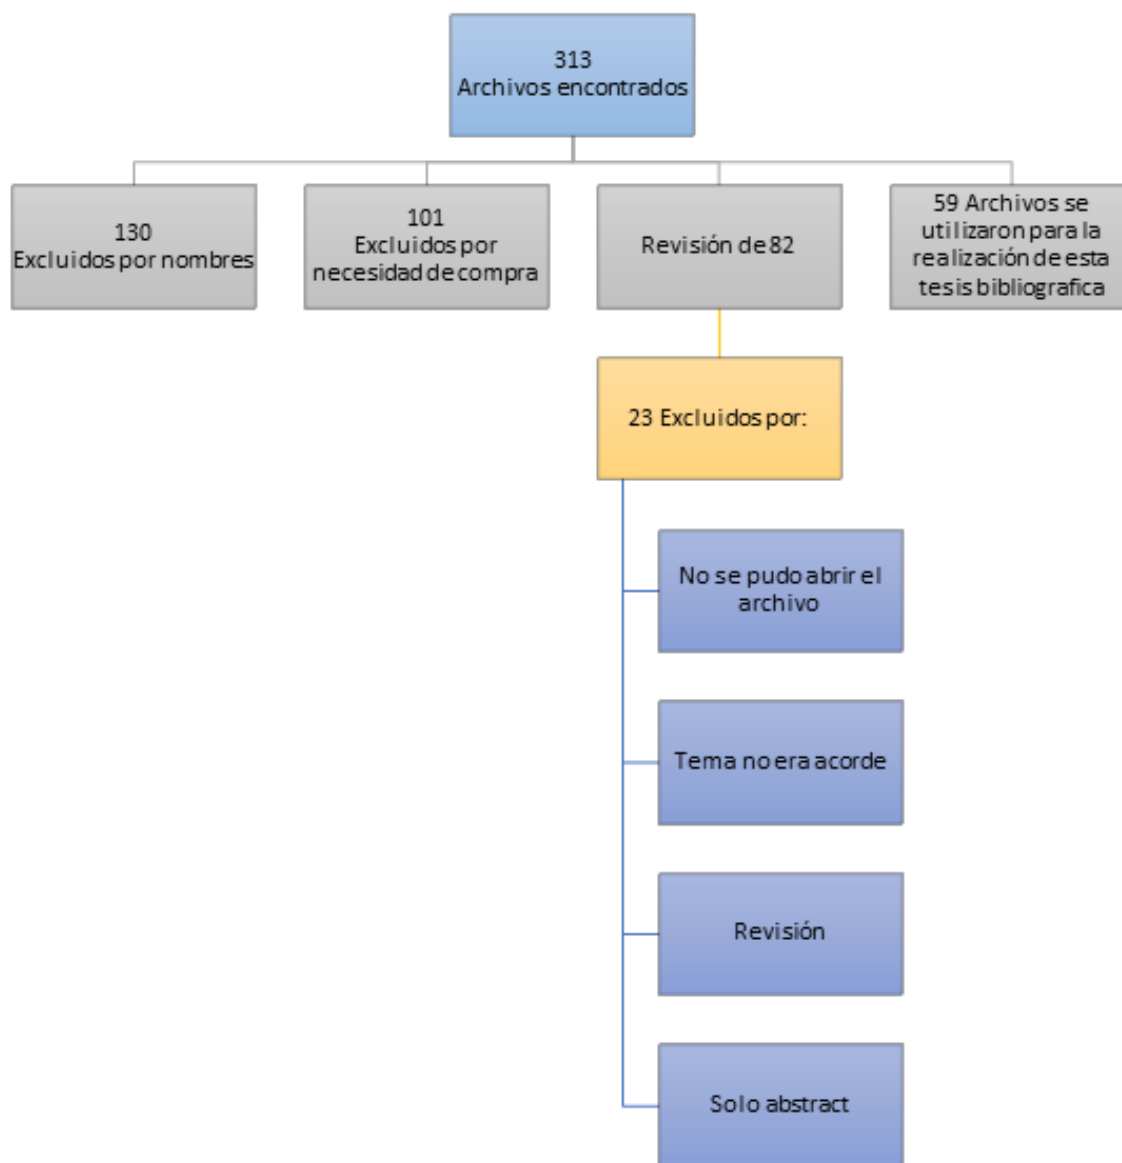 313
Archivos encontrados
130
Excluidos por nombres
101
Excluidos por
necesidad de compra
Revisión de 82
59 Archivos se
utilizaron para la
realización de esta
tesis bibliografica
23 Excluidos por:
No se pudo abrir el
archivo
Tema no era acorde
Revisión
Solo abstract